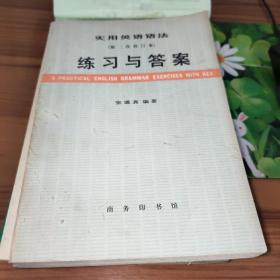 实用英语语法
(第二次修订本)
练习与答案
A PRACTICAL ENGLISH GRAMMAR EXERCISES WITH KEY
张道真 编著
商务印书馆